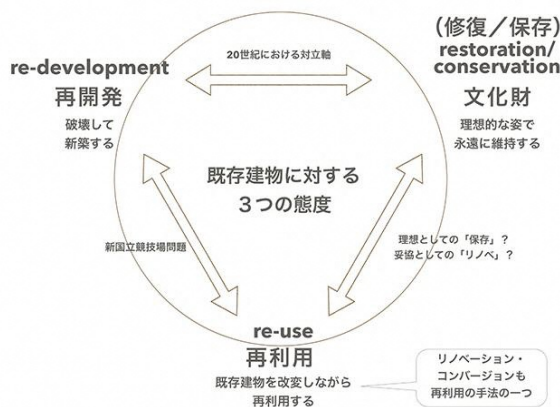 (修復／保存)
restoration/
conservation
文化財
理想的な姿で
永遠に維持する
20世紀における対立軸
re-development
再開発
破壊して
新築する
既存建物に対する
3つの態度
新国立競技場問題
理想としての「保存」？
妥協としての「リノベ」？
re-use
再利用
既存建物を改変しながら
再利用する
リノベーション・
コンバージョンも
再利用の手法の一つ